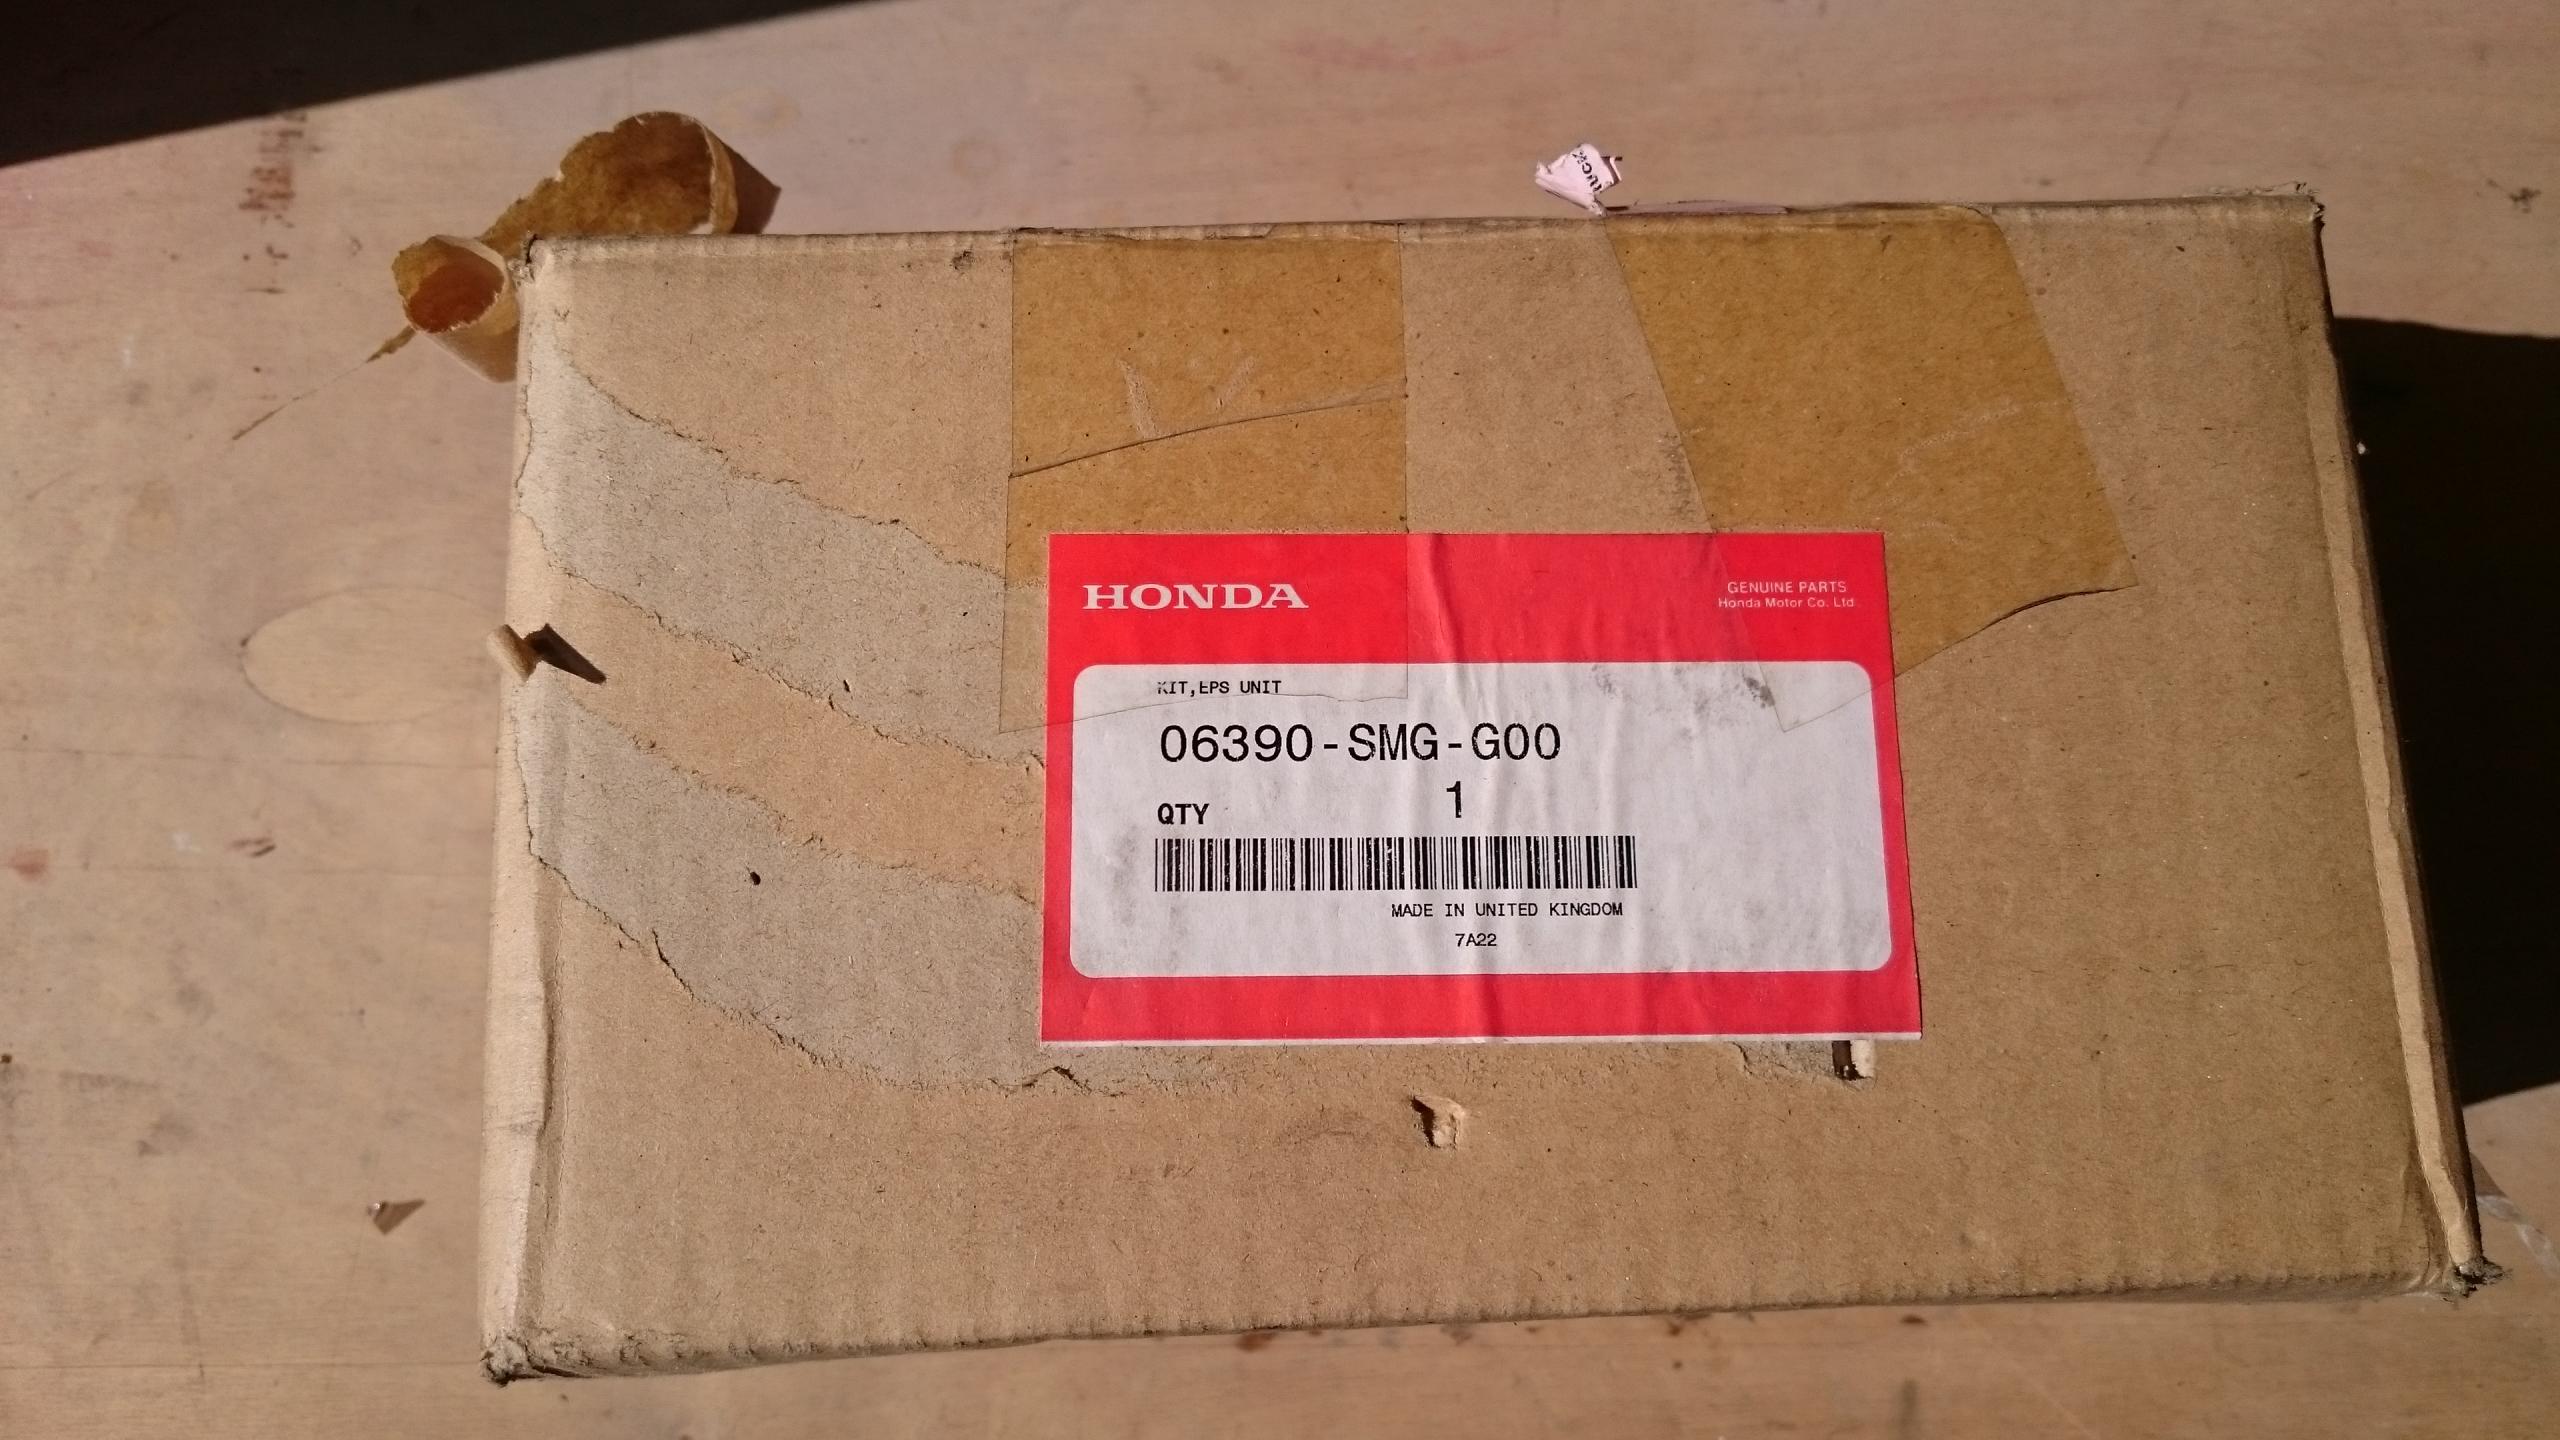 HONDA
GENUINE PARTS
Honda Motor Co. Ltd
KIT,EPS UNIT
06390-SMG-G00
QTY 1
MADE IN UNITED KINGDOM
7A22